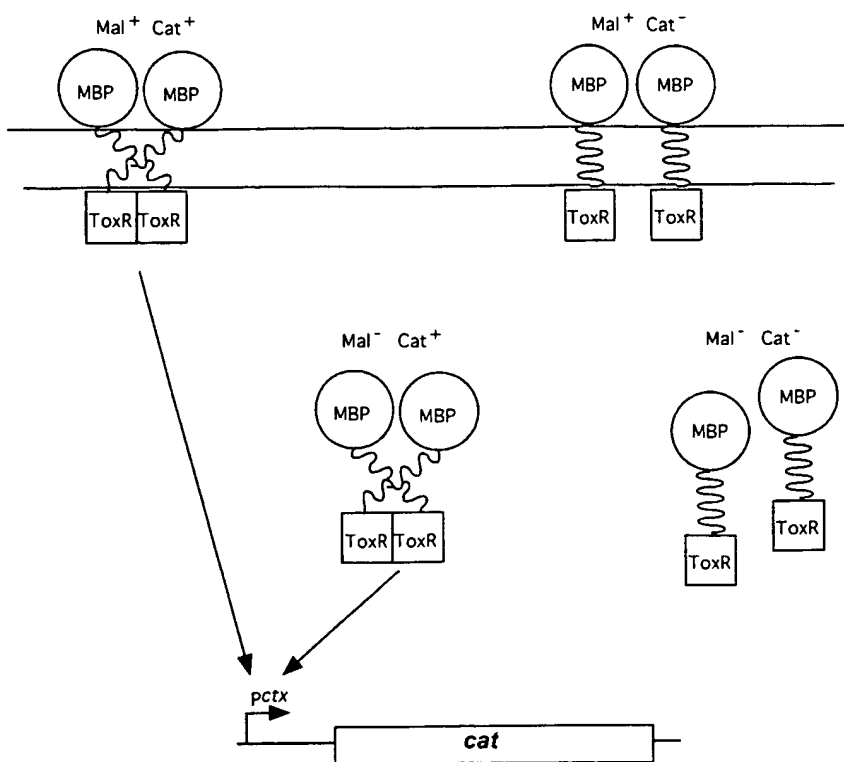 Mal⁺ Cat⁺
Mal⁺ Cat⁻
MBP MBP
MBP MBP
ToxR ToxR
ToxR ToxR
Mal⁻ Cat⁺
Mal⁻ Cat⁻
MBP MBP
MBP
MBP
ToxR ToxR
ToxR
ToxR
pctx
cat